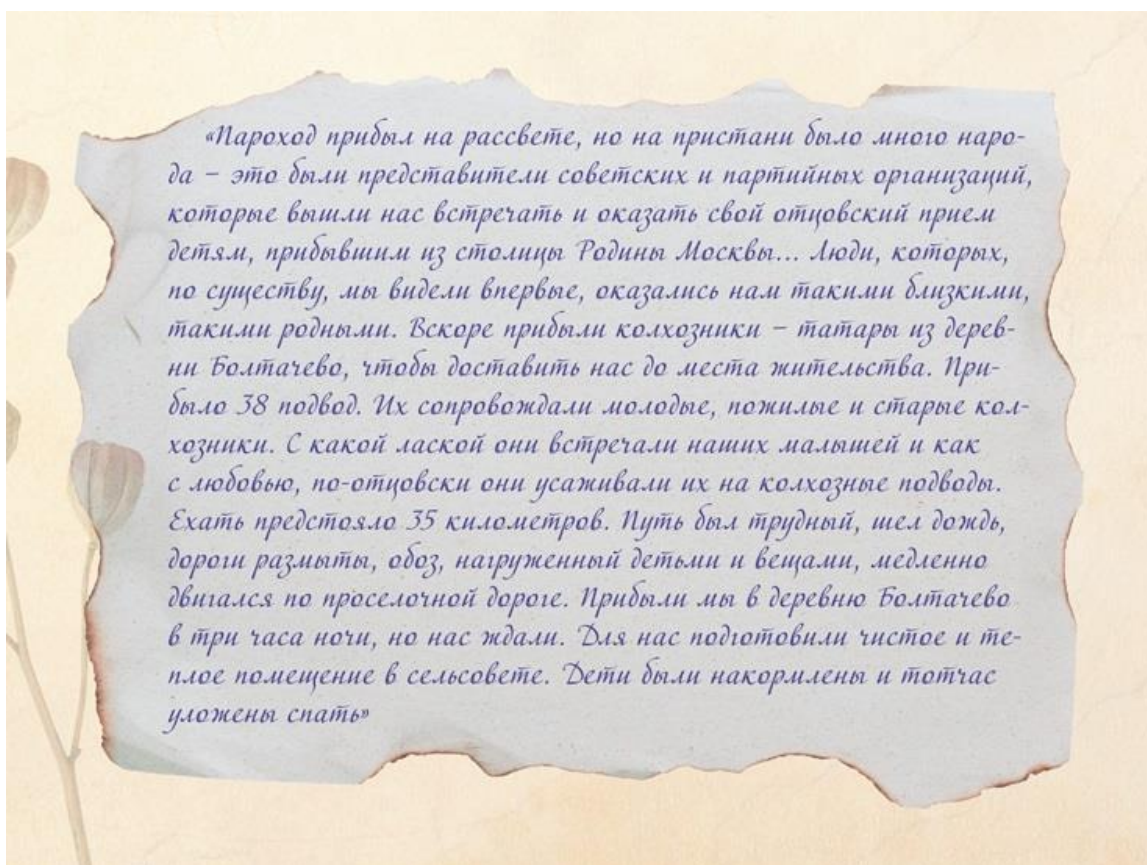 «Пароход прибыл на рассвете, но на пристани было много наро-
да – это были представители советских и партийных организаций,
которые вышли нас встречать и оказать свой отцовский прием
детям, прибывшим из столицы Родины Москвы... Люди, которых,
по существу, мы видели впервые, оказались нам такими близкими,
такими родными. Вскоре прибыли колхозники – татары из дерев-
ни Болтачево, чтобы доставить нас до места жительства. При-
было 38 подвод. Их сопровождали молодые, пожилые и старые кол-
хозники. С какой лаской они встречали наших малышей и как
с любовью, по-отцовски они усаживали их на колхозные подводы.
Ехать предстояло 35 километров. Путь был трудный, шел дождь,
дороги размыты, обоз, нагруженный детьми и вещами, медленно
двигался по проселочной дороге. Прибыли мы в деревню Болтачево
в три часа ночи, но нас ждали. Для нас подготовили чистое и те-
плое помещение в сельсовете. Дети были накормлены и тотчас
уложены спать»